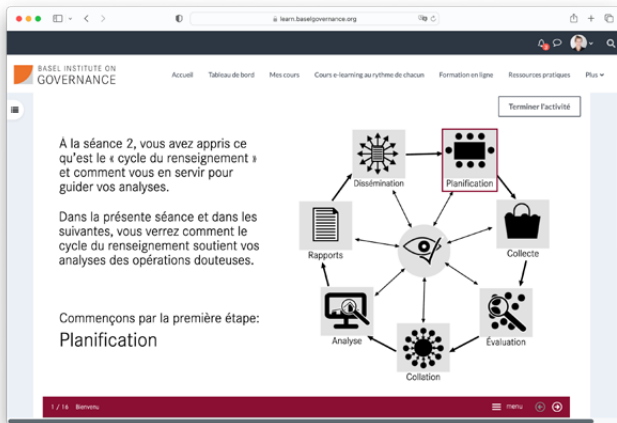 learn.baselgovernance.org
BASEL INSTITUTE ON
GOVERNANCE
Accueil
Tableau de bord
Mes cours
Cours e-learning au rythme de chacun
Formation en ligne
Ressources pratiques
Plus
Terminer l'activité
À la séance 2, vous avez appris ce
qu'est le « cycle du renseignement »
et comment vous en servir pour
guider vos analyses.
Dans la présente séance et dans les
suivantes, vous verrez comment le
cycle du renseignement soutient vos
analyses des opérations douteuses.
Commençons par la première étape:
Planification
Dissémination
Planification
Rapports
Collecte
Analyse
Évaluation
Collation
1 / 16 Bienvenu
menu